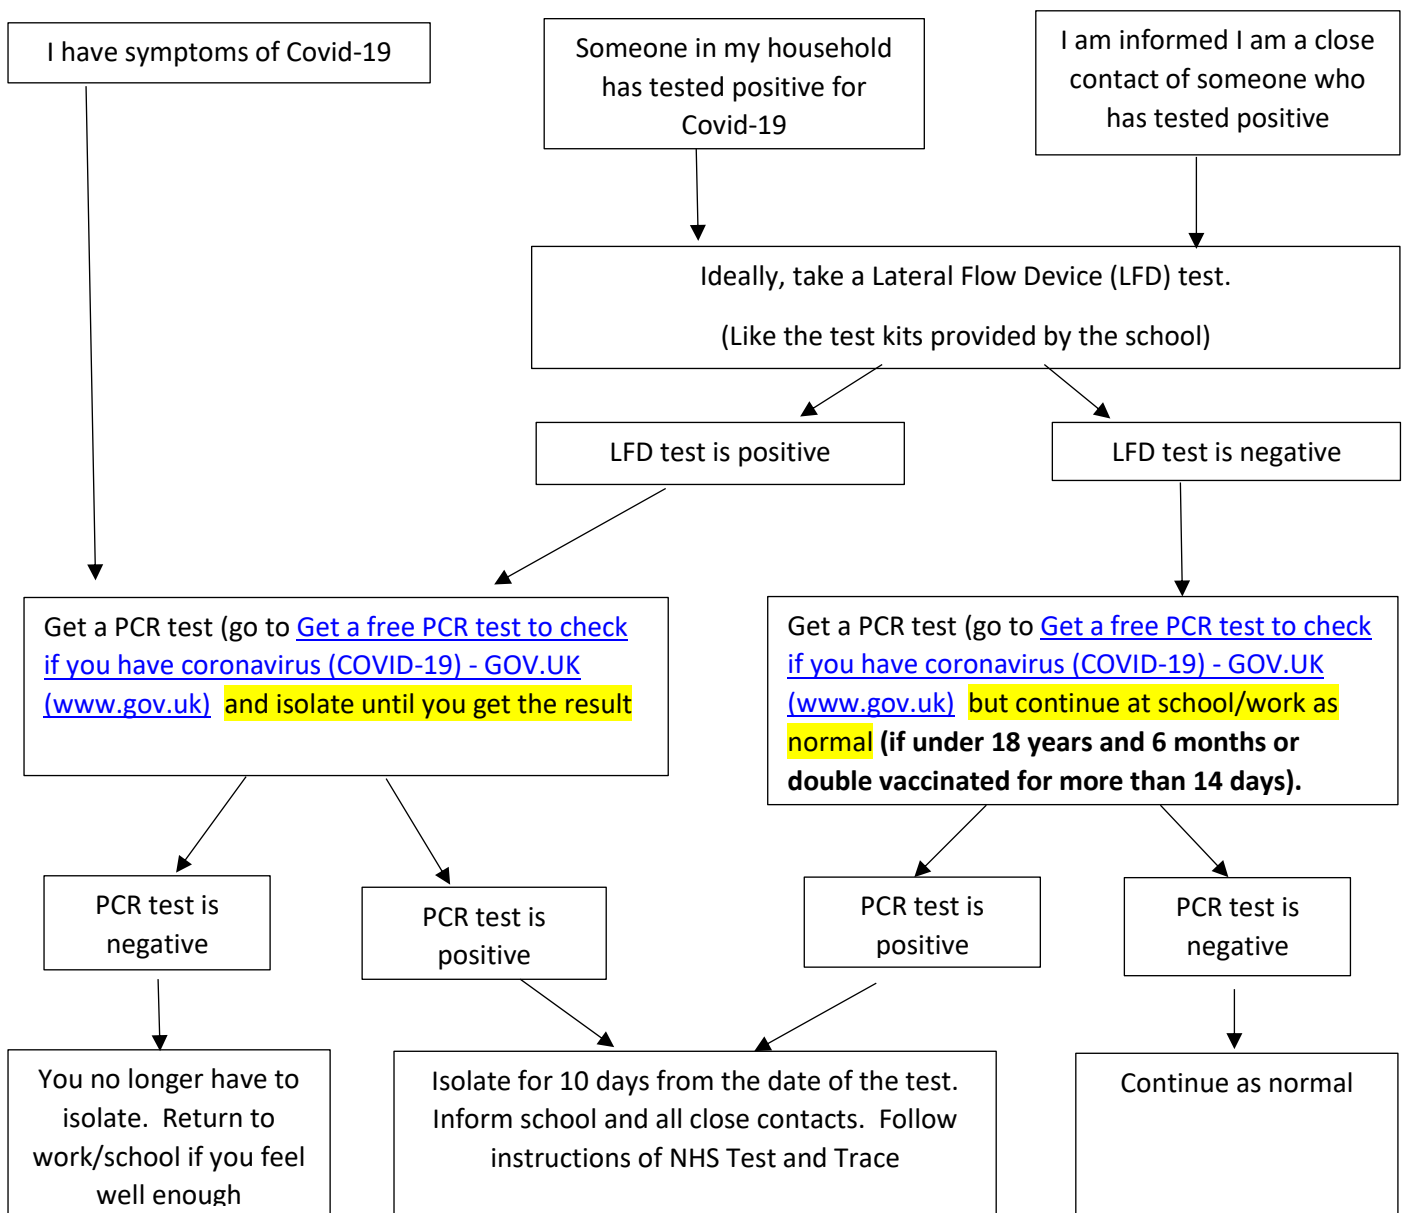 I have symptoms of Covid-19
Someone in my household
has tested positive for
Covid-19
I am informed I am a close
contact of someone who
has tested positive
Ideally, take a Lateral Flow Device (LFD) test.
(Like the test kits provided by the school)
LFD test is positive
LFD test is negative
Get a PCR test (go to Get a free PCR test to check
if you have coronavirus (COVID-19) - GOV.UK
(www.gov.uk)  and isolate until you get the result
Get a PCR test (go to Get a free PCR test to check
if you have coronavirus (COVID-19) - GOV.UK
(www.gov.uk)  but continue at school/work as
normal (if under 18 years and 6 months or
double vaccinated for more than 14 days).
PCR test is
negative
PCR test is
positive
PCR test is
positive
PCR test is
negative
You no longer have to
isolate.  Return to
work/school if you feel
well enough
Isolate for 10 days from the date of the test.
Inform school and all close contacts.  Follow
instructions of NHS Test and Trace
Continue as normal